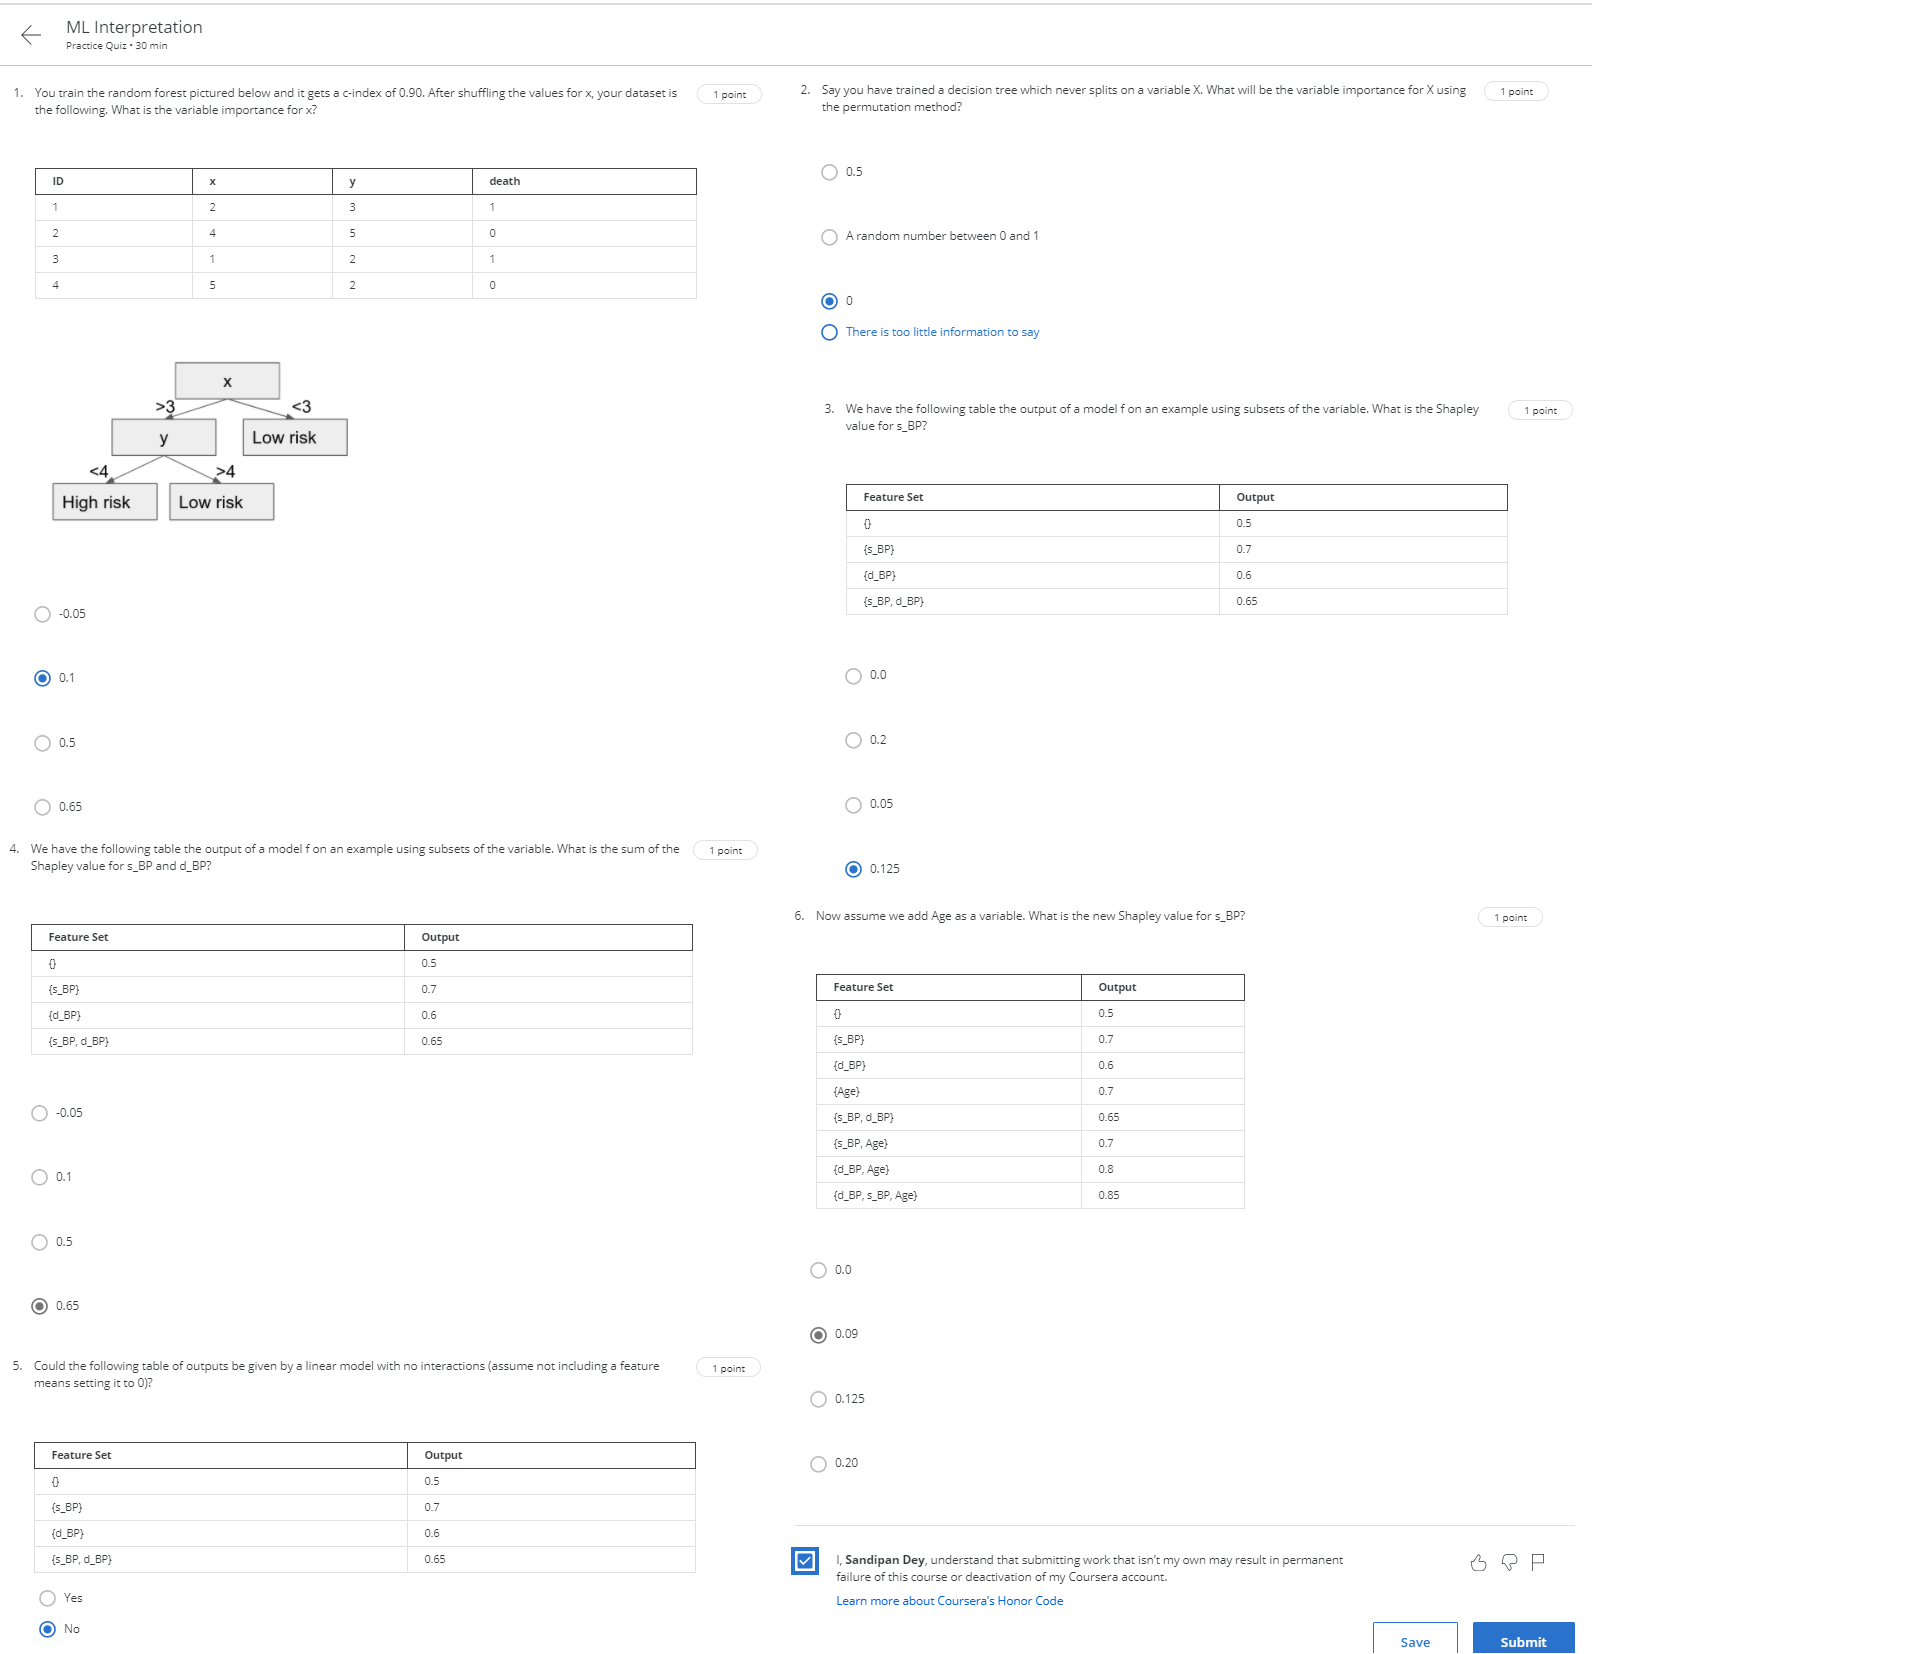 ML Interpretation
Practice Quiz • 30 min
1. You train the random forest pictured below and it gets a c-index of 0.90. After shuffling the values for x, your dataset is
the following. What is the variable importance for x?
1 point
ID x y death
1 2 3 1
2 4 5 0
3 1 2 1
4 5 2 0
x
>3 <3
y Low risk
<4 >4
High risk Low risk
-0.05
0.1
0.5
0.65
2. Say you have trained a decision tree which never splits on a variable X. What will be the variable importance for X using
the permutation method?
1 point
0.5
A random number between 0 and 1
0
There is too little information to say
3. We have the following table the output of a model f on an example using subsets of the variable. What is the Shapley
value for s_BP?
1 point
Feature Set Output
{} 0.5
{s_BP} 0.7
{d_BP} 0.6
{s_BP, d_BP} 0.65
0.0
0.2
0.05
0.125
4. We have the following table the output of a model f on an example using subsets of the variable. What is the sum of the
Shapley value for s_BP and d_BP?
1 point
Feature Set Output
{} 0.5
{s_BP} 0.7
{d_BP} 0.6
{s_BP, d_BP} 0.65
-0.05
0.1
0.5
0.65
5. Could the following table of outputs be given by a linear model with no interactions (assume not including a feature
means setting it to 0)?
1 point
Feature Set Output
{} 0.5
{s_BP} 0.7
{d_BP} 0.6
{s_BP, d_BP} 0.65
Yes
No
6. Now assume we add Age as a variable. What is the new Shapley value for s_BP?
1 point
Feature Set Output
{} 0.5
{s_BP} 0.7
{d_BP} 0.6
{Age} 0.7
{s_BP, d_BP} 0.65
{s_BP, Age} 0.7
{d_BP, Age} 0.8
{d_BP, s_BP, Age} 0.85
0.0
0.09
0.125
0.20
I, Sandipan Dey, understand that submitting work that isn't my own may result in permanent
failure of this course or deactivation of my Coursera account.
Learn more about Coursera's Honor Code
Save Submit